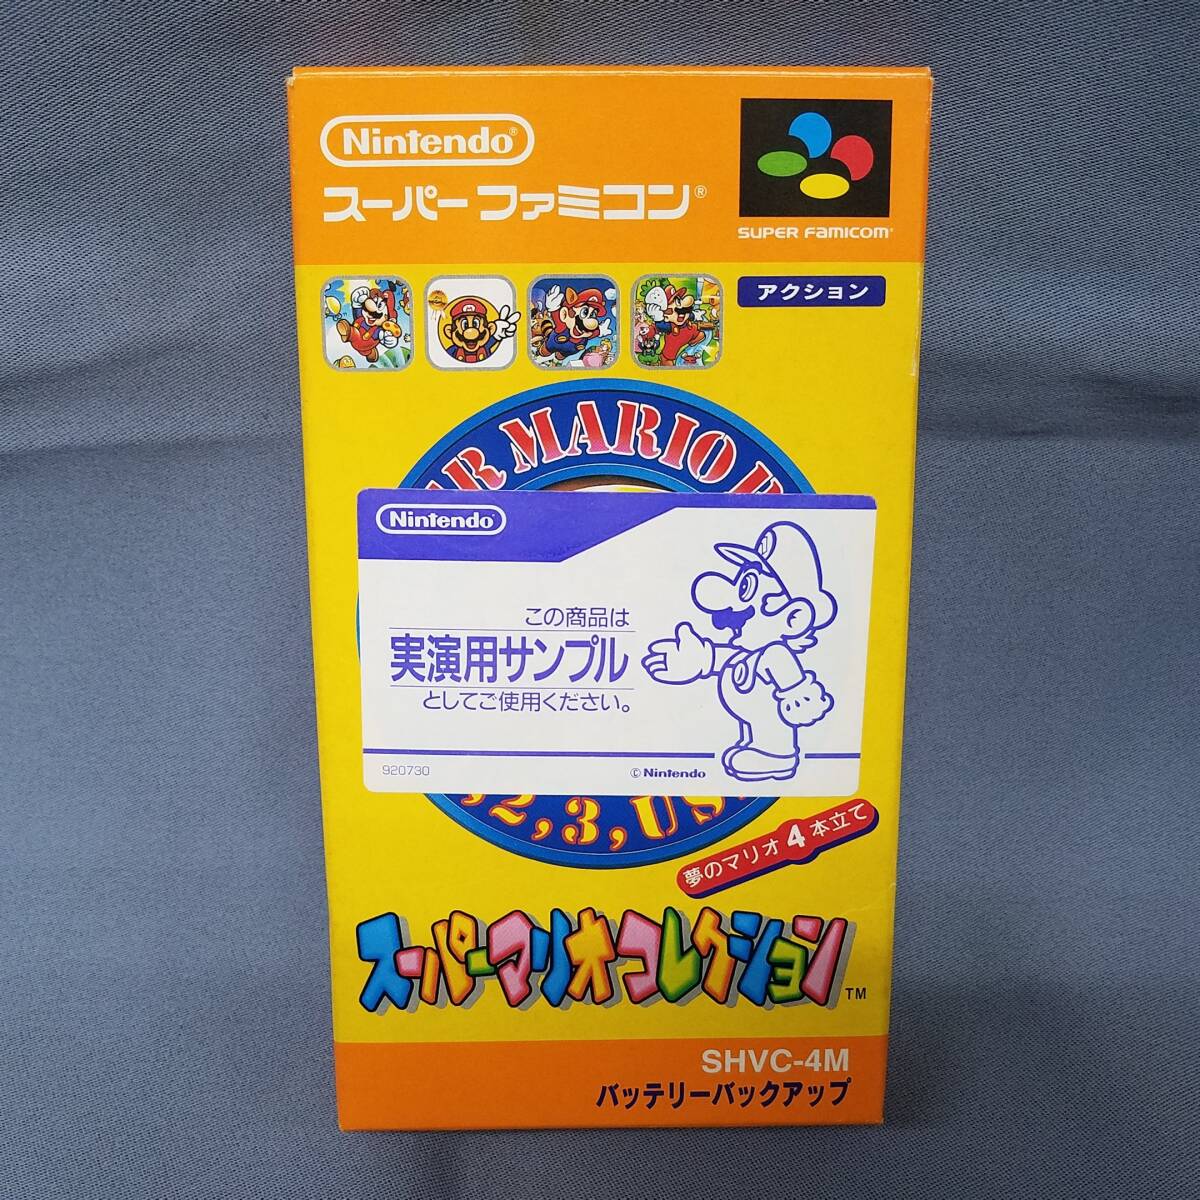 Nintendo®
スーパーファミコン®
SUPER FAMICOM®
アクション
MARIO
Nintendo®
この商品は
実演用サンプル
としてご使用ください。
920730
© Nintendo
,2,3,US
夢のマリオ4本立て
スーパーマリオコレクション™
SHVC-4M
バッテリーバックアップ